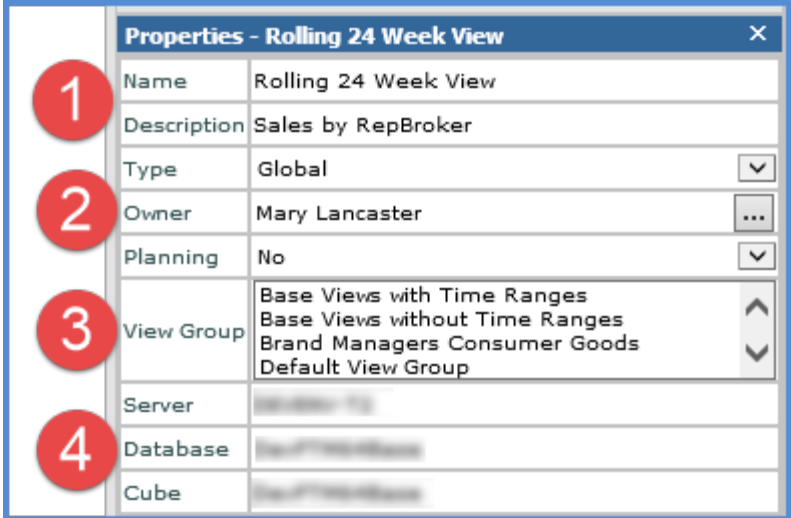 Properties - Rolling 24 Week View
1
Name Rolling 24 Week View
Description Sales by RepBroker
Type Global
2
Owner Mary Lancaster
...
Planning No
3
View Group
Base Views with Time Ranges
Base Views without Time Ranges
Brand Managers Consumer Goods
Default View Group
Server
4
Database
Cube